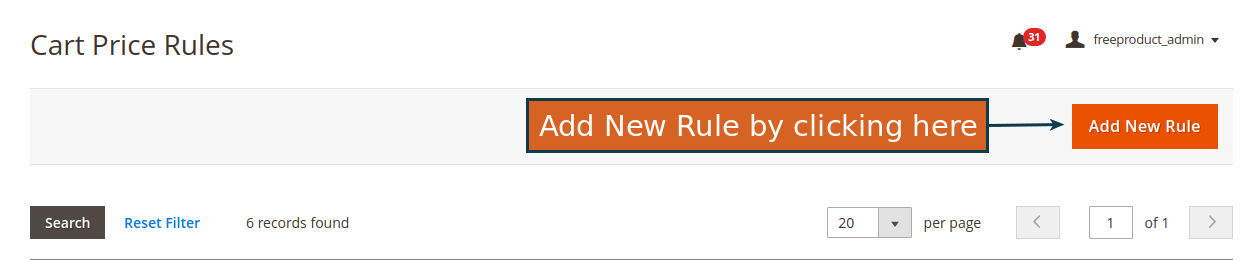 Cart Price Rules
31
freeproduct_admin
Add New Rule by clicking here
Add New Rule
Search
Reset Filter
6 records found
20
per page
1
of 1